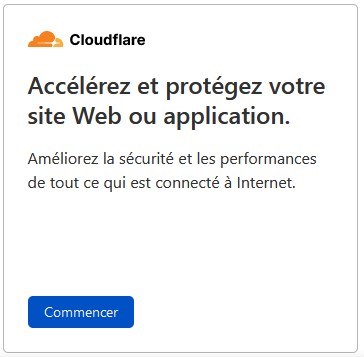 Cloudflare
Accélérez et protégez votre
site Web ou application.
Améliorez la sécurité et les performances
de tout ce qui est connecté à Internet.
Commencer